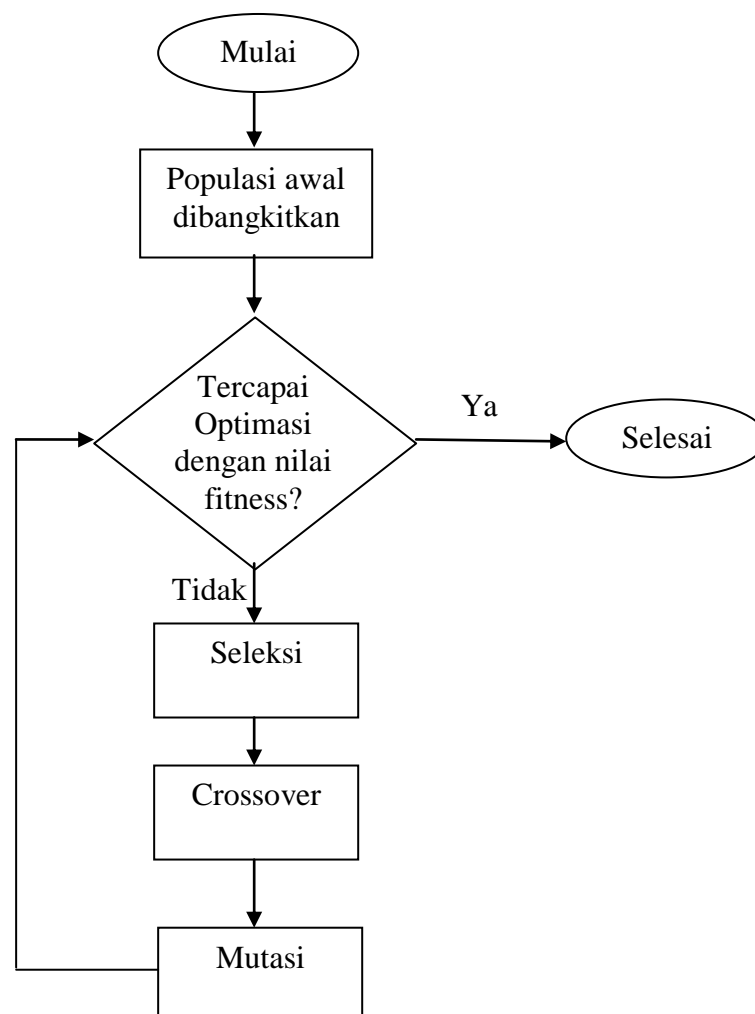 Mulai
Populasi awal
dibangkitkan
Tercapai
Optimasi
dengan nilai
fitness?
Ya
Selesai
Tidak
Seleksi
Crossover
Mutasi